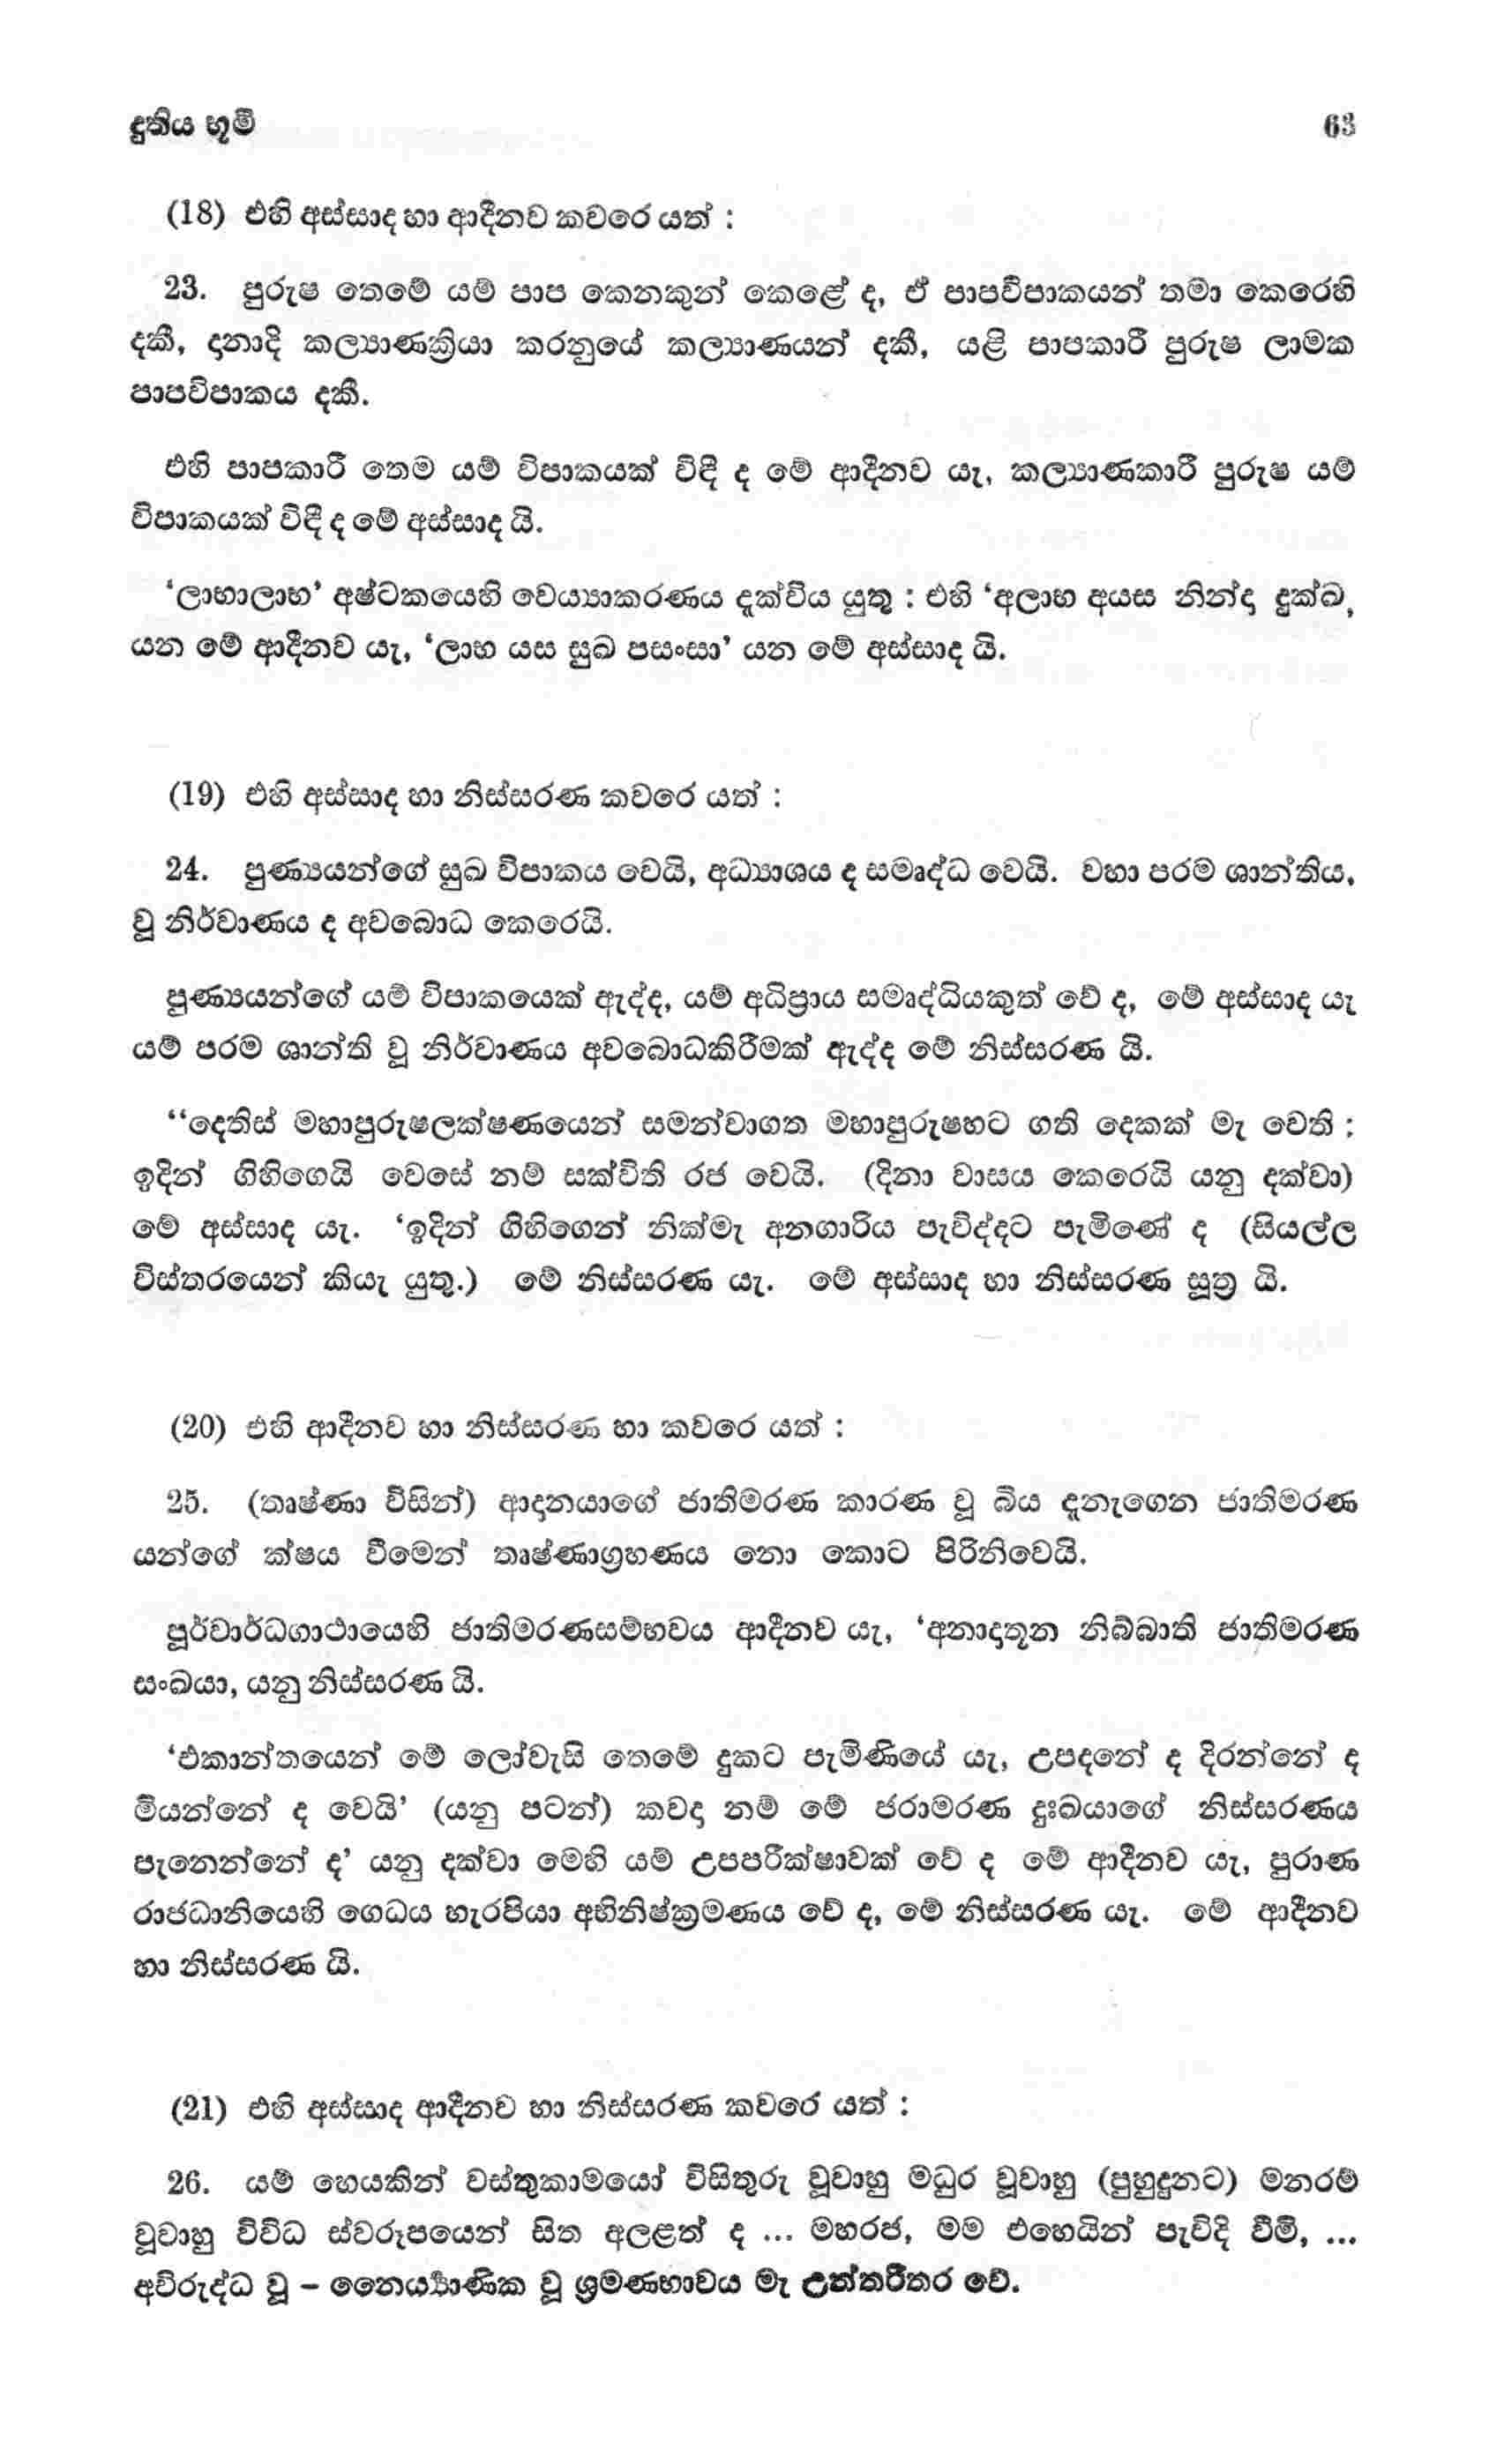 දුතිය භූමි 63
(18) එහි අස්සාද හා ආදීනව කවරෙ යත් :
23. පුරුෂ තෙමේ යම් පාප කෙනකුන් කෙළේ ද, ඒ පාපවිපාකයන් තමා කෙරෙහි
දකී, දානාදි කල්‍යාණක්‍රියා කරනුයේ කල්‍යාණයන් දකී, යළි පාපකාරී පුරුෂ ලාමක
පාපවිපාකය දකී.
එහි පාපකාරී තෙම යම් විපාකයක් විඳී ද මේ ආදීනව යැ, කල්‍යාණකාරී පුරුෂ යම්
විපාකයක් විඳී ද මේ අස්සාද යි.
‘ලාභාලාභ’ අෂ්ටකයෙහි වෙය්‍යාකරණය දැක්විය යුතු : එහි ‘අලාභ අයස නින්දා දුක්ඛ,
යන මේ ආදීනව යැ, ‘ලාභ යස සුඛ පසංසා’ යන මේ අස්සාද යි.
(19) එහි අස්සාද හා නිස්සරණ කවරෙ යත් :
24. පුණ්‍යයන්ගේ සුඛ විපාකය වෙයි, අධ්‍යාශය ද සමෘද්ධ වෙයි. වහා පරම ශාන්තිය,
වූ නිර්වාණය ද අවබොධ කෙරෙයි.
පුණ්‍යයන්ගේ යම් විපාකයෙක් ඇද්ද, යම් අධිප්‍රාය සමෘද්ධියකුත් වේ ද, මේ අස්සාද යැ
යම් පරම ශාන්ති වූ නිර්වාණය අවබොධකිරීමක් ඇද්ද මේ නිස්සරණ යි.
“දෙතිස් මහාපුරුෂලක්ෂණයෙන් සමන්වාගත මහාපුරුෂහට ගති දෙකක් මැ වෙති ;
ඉදින් ගිහිගෙයි වෙසේ නම් සක්විති රජ වෙයි. (දිනා වාසය කෙරෙයි යනු දක්වා)
මේ අස්සාද යැ. ‘ඉදින් ගිහිගෙන් නික්මැ අනගාරිය පැවිද්දට පැමිණේ ද (සියල්ල
විස්තරයෙන් කියැ යුතු.) මේ නිස්සරණ යැ. මේ අස්සාද හා නිස්සරණ සූත්‍ර යි.
(20) එහි ආදීනව හා නිස්සරණ හා කවරෙ යත් :
25. (තෘෂ්ණා විසින්) ආදානයාගේ ජාතිමරණ කාරණ වූ බිය දැනැගෙන ජාතිමරණ
යන්ගේ ක්ෂය වීමෙන් තෘෂ්ණාග්‍රහණය නො කොට පිරිනිවෙයි.
පූර්වාර්ධගාථායෙහි ජාතිමරණසම්භවය ආදීනව යැ, ‘අනාදාතුන නිබ්බාති ජාතිමරණ
සංඛයා, යනු නිස්සරණ යි.
‘එකාන්තයෙන් මේ ලෝවැසි තෙමේ දුකට පැමිණියේ යැ, උපදනේ ද දිරන්නේ ද
මියන්නේ ද වෙයි’ (යනු පටන්) කවදා නම් මේ ජරාමරණ දුඃඛයාගේ නිස්සරණය
පැනෙන්නේ ද’ යනු දක්වා මෙහි යම් උපපරීක්ෂාවක් වේ ද මේ ආදීනව යැ, පුරාණ
රාජධානියෙහි ගෙධය හැරපියා අභිනිෂ්ක්‍රමණය වේ ද, මේ නිස්සරණ යැ. මේ ආදීනව
හා නිස්සරණ යි.
(21) එහි අස්සාද ආදීනව හා නිස්සරණ කවරෙ යත් :
26. යම් හෙයකින් වස්තුකාමයෝ විසිතුරු වූවාහු මධුර වූවාහු (පුහුදුනට) මනරම්
වූවාහු විවිධ ස්වරූපයෙන් සිත අලළත් ද ... මහරජ, මම එහෙයින් පැවිදි වීමි, ...
අවිරුද්ධ වූ – නෛර්‍ය්‍යාණික වූ ශ්‍රමණභාවය මැ උත්තරීතර වේ.